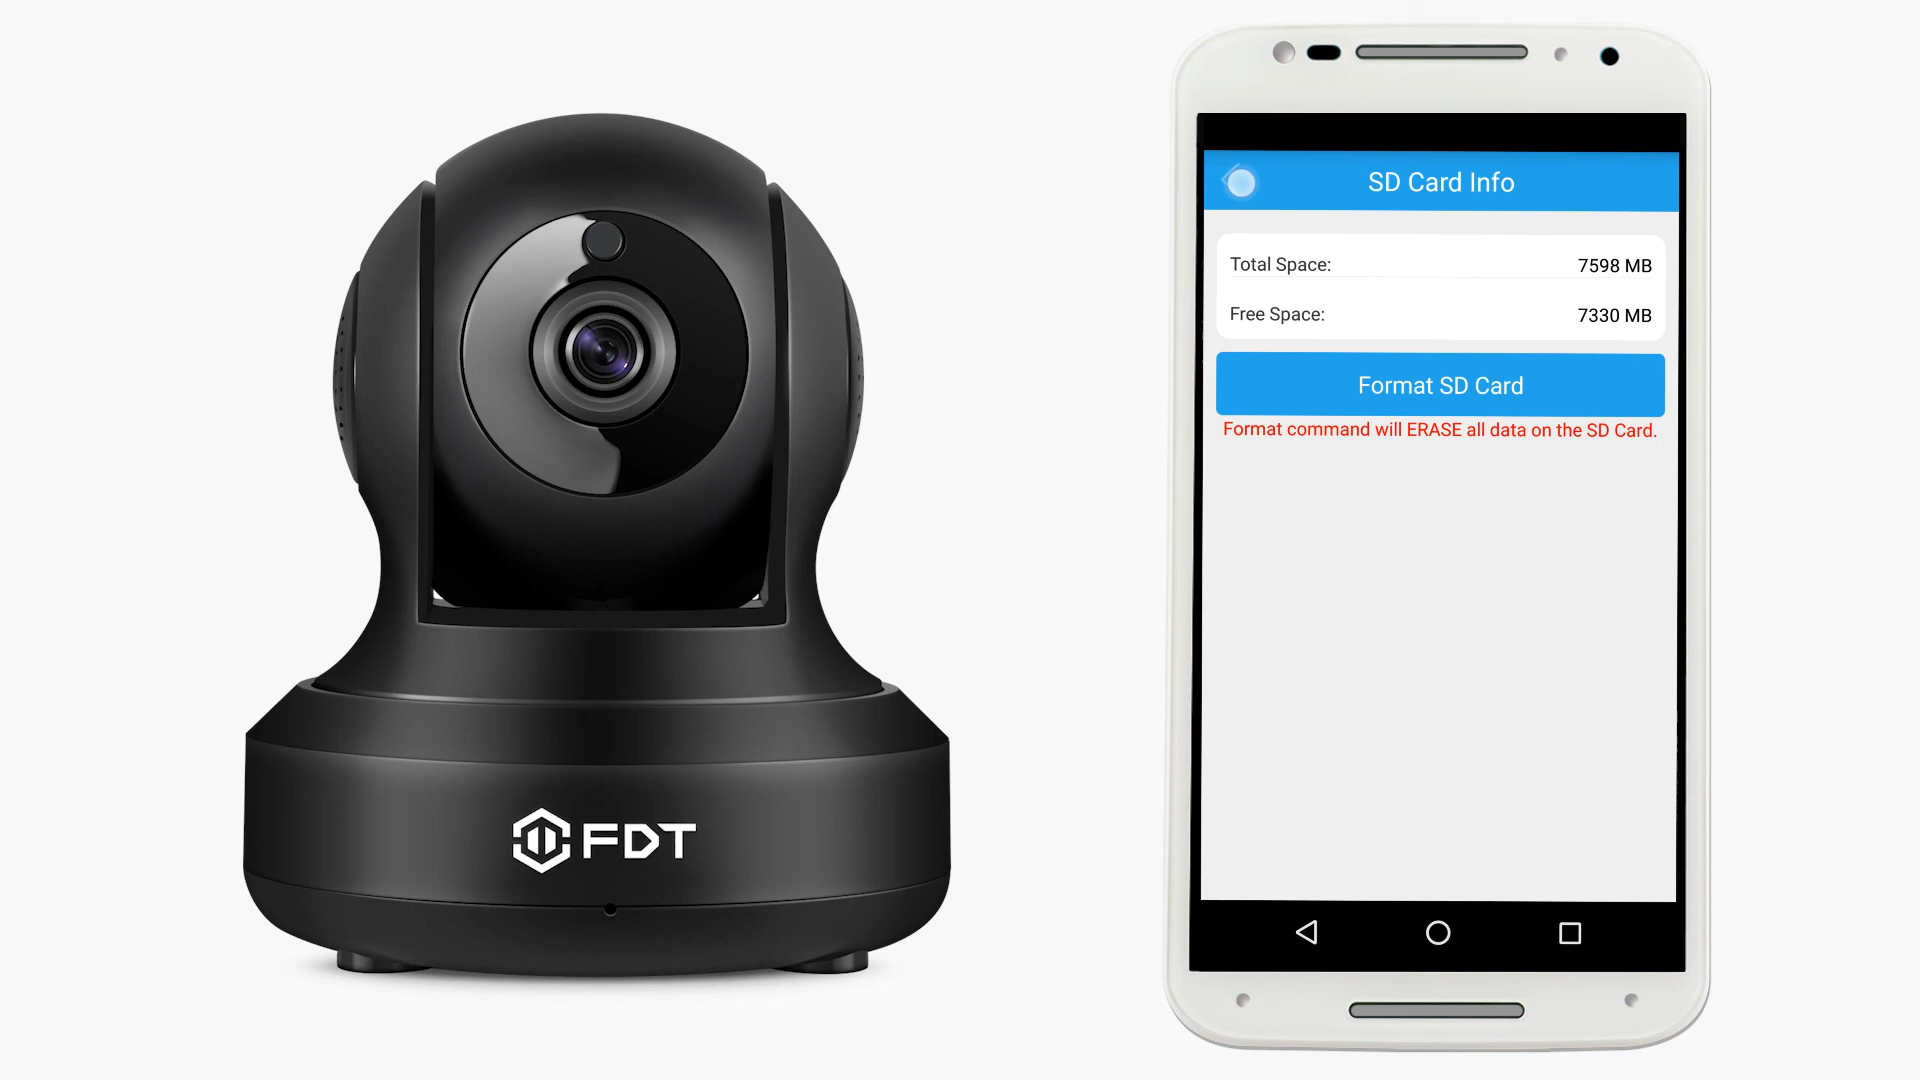 FDT
SD Card Info
Total Space: 7598 MB
Free Space: 7330 MB
Format SD Card
Format command will ERASE all data on the SD Card.